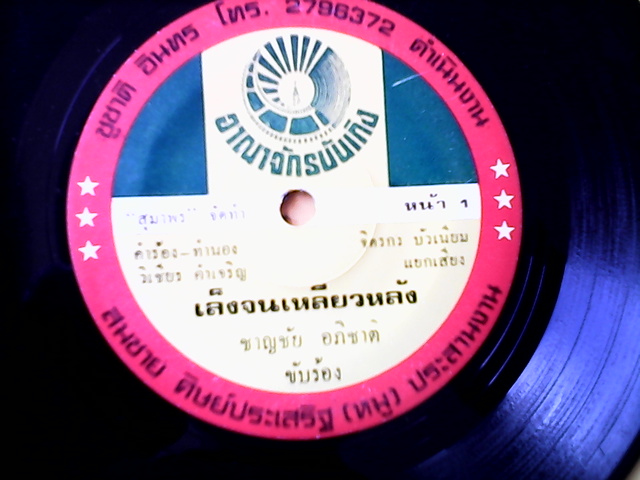 ชูชาติ อินทร โทร. 2796372 ดำเนินงาน
อาณาจักรบันเทิง
"สุมาพร" จัดทำ
หน้า 1
คำร้อง-ทำนอง
วิเชียร คำเจริญ
จิตรกร บัวเนียม
แยกเสียง
เล็งจนเหลียวหลัง
ชาญชัย อภิชาติ
ขับร้อง
สมชาย ศิษย์ประเสริฐ (หมู) ประสานงาน